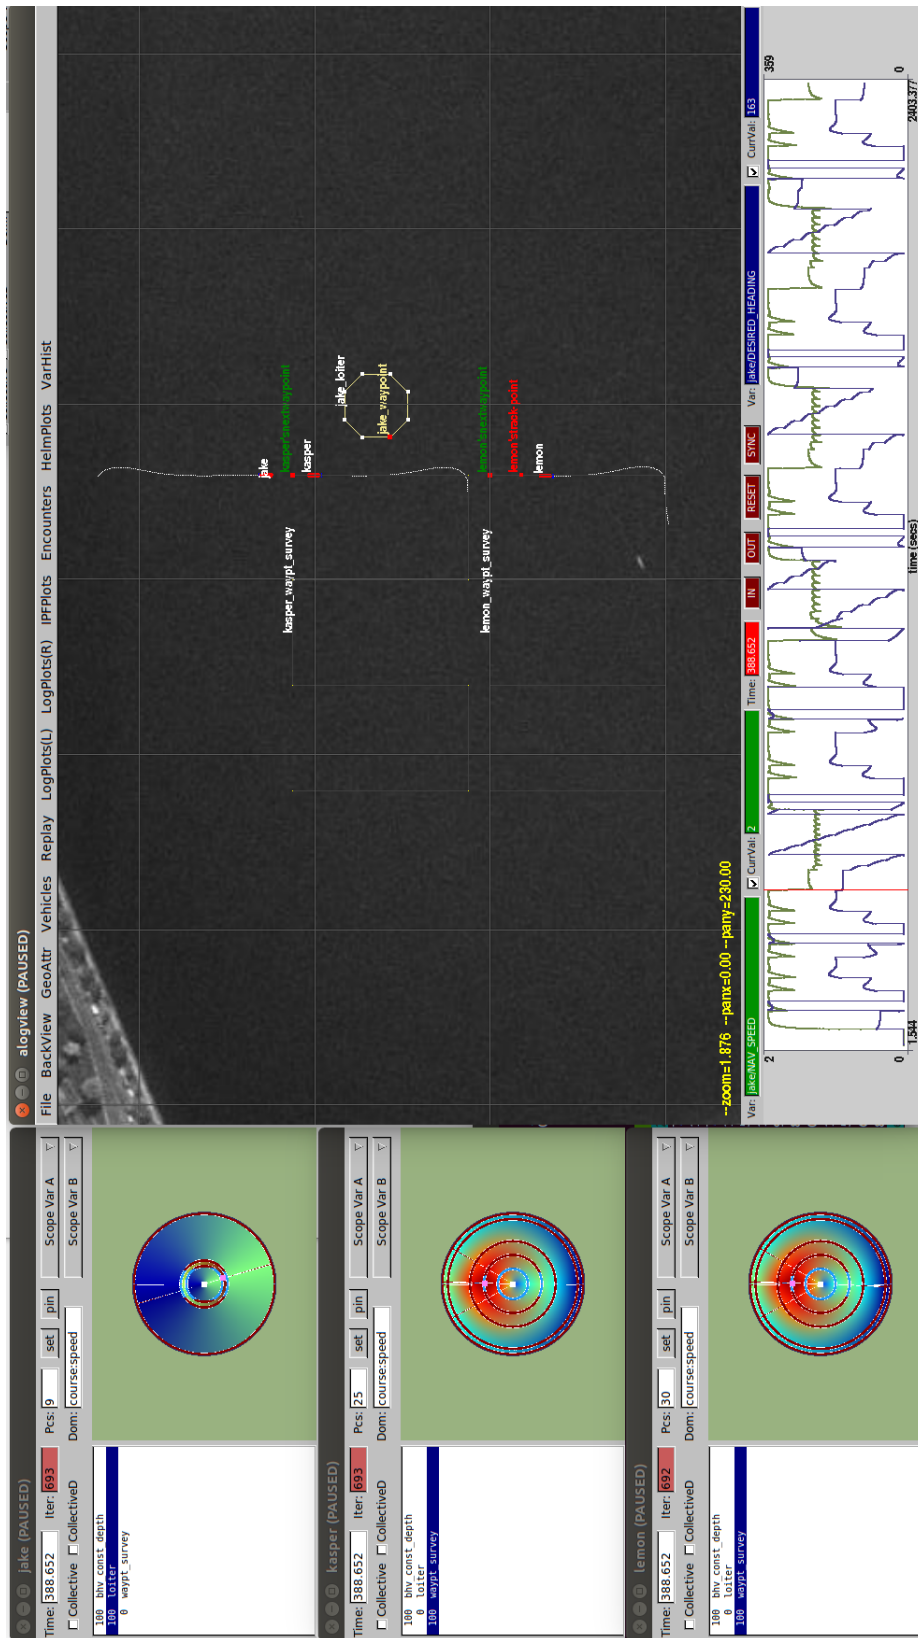 jake (PAUSED)
Time: 388.652 Iter: 693 Pcs: 9 set pin Scope Var A
Collective CollectiveD Dom: course:speed Scope Var B
100 bhv_const_depth
100 loiter
0 waypt_survey
kasper (PAUSED)
Time: 388.652 Iter: 693 Pcs: 25 set pin Scope Var A
Collective CollectiveD Dom: course:speed Scope Var B
100 bhv_const_depth
0 loiter
100 waypt_survey
lemon (PAUSED)
Time: 388.652 Iter: 692 Pcs: 30 set pin Scope Var A
Collective CollectiveD Dom: course:speed Scope Var B
100 bhv_const_depth
0 loiter
100 waypt_survey
alogview (PAUSED)
File BackView GeoAttr Vehicles Replay LogPlots(L) LogPlots(R) IPFPlots Encounters HelmPlots VarHist
jake
kasper'snextwaypoint
kasper_waypt_survey
kasper
jake_loiter
jake_waypoint
lemon'snextwaypoint
lemon_waypt_survey
lemon
--zoom=1.876 --panx=0.00 --pany=230.00
Var: jake/NAV_SPEED CurrVal: 2 Time: 388.652 IN OUT RESET SYNC Var: jake/DESIRED_HEADING CurrVal: 163
2 359
0 0
1.544 time (secs) 2403.377